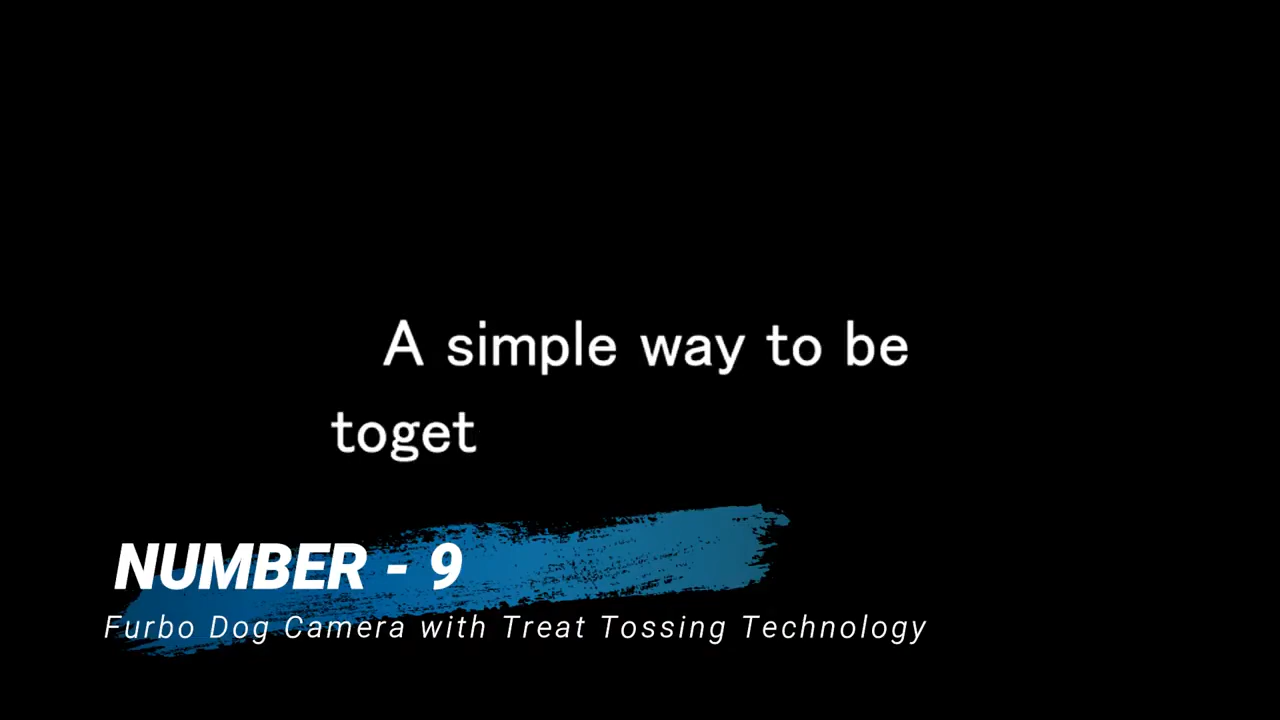 A simple way to be
toget
NUMBER - 9
Furbo Dog Camera with Treat Tossing Technology